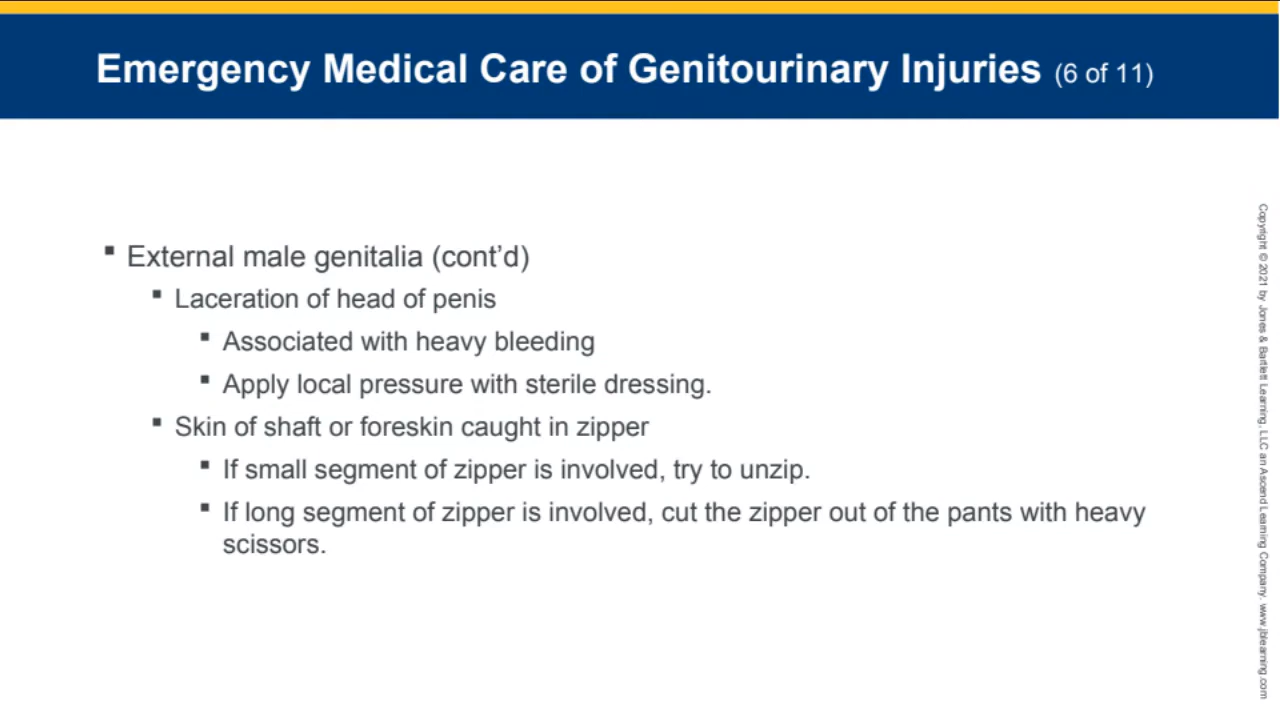 Emergency Medical Care of Genitourinary Injuries (6 of 11)
▪ External male genitalia (cont’d)
▪ Laceration of head of penis
▪ Associated with heavy bleeding
▪ Apply local pressure with sterile dressing.
▪ Skin of shaft or foreskin caught in zipper
▪ If small segment of zipper is involved, try to unzip.
▪ If long segment of zipper is involved, cut the zipper out of the pants with heavy
scissors.
Copyright © 2021 by Jones & Bartlett Learning, LLC an Ascend Learning Company. www.jblearning.com